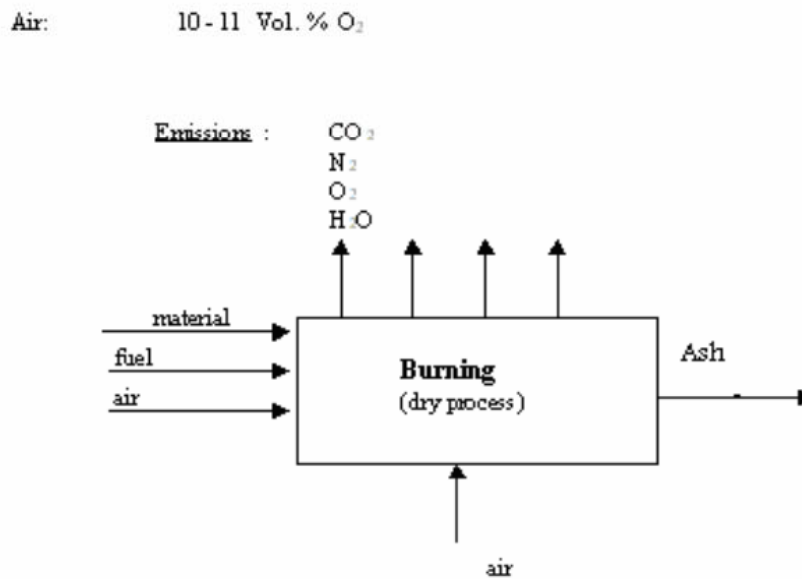 Air: 10 - 11 Vol. % O₂
Emissions :
CO₂
N₂
O₂
H₂O
material
fuel
air
Burning
(dry process)
Ash
air